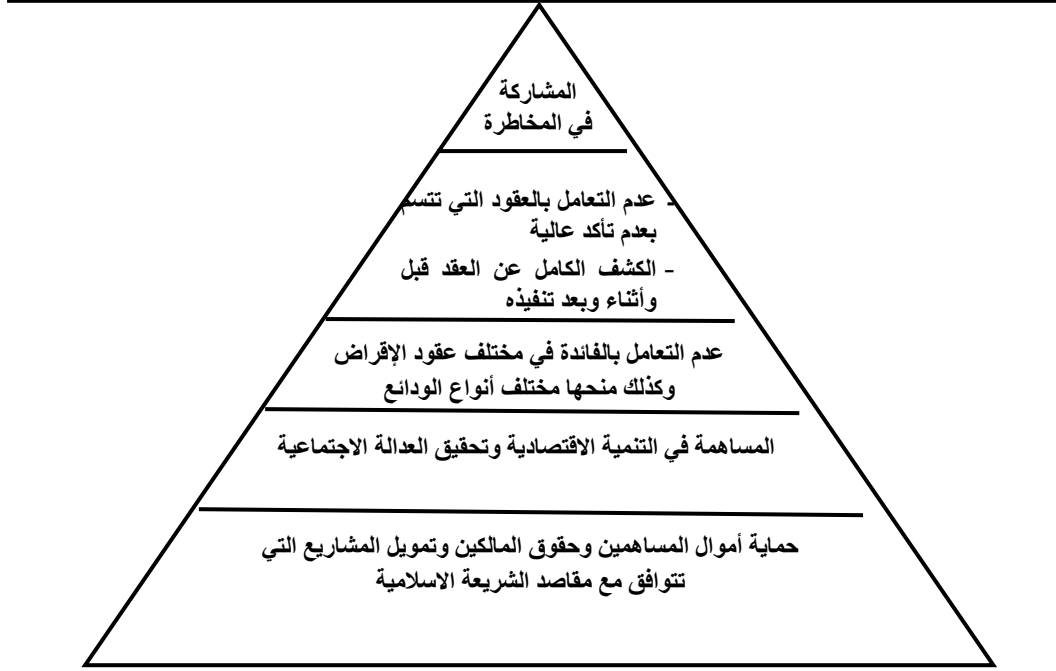 المشاركة
في المخاطرة
- عدم التعامل بالعقود التي تتسم
بعدم تأكد عالية
- الكشف الكامل عن العقد قبل
وأثناء وبعد تنفيذه
عدم التعامل بالفائدة في مختلف عقود الإقراض
وكذلك منحها مختلف أنواع الودائع
المساهمة في التنمية الاقتصادية وتحقيق العدالة الاجتماعية
حماية أموال المساهمين وحقوق المالكين وتمويل المشاريع التي
تتوافق مع مقاصد الشريعة الاسلامية